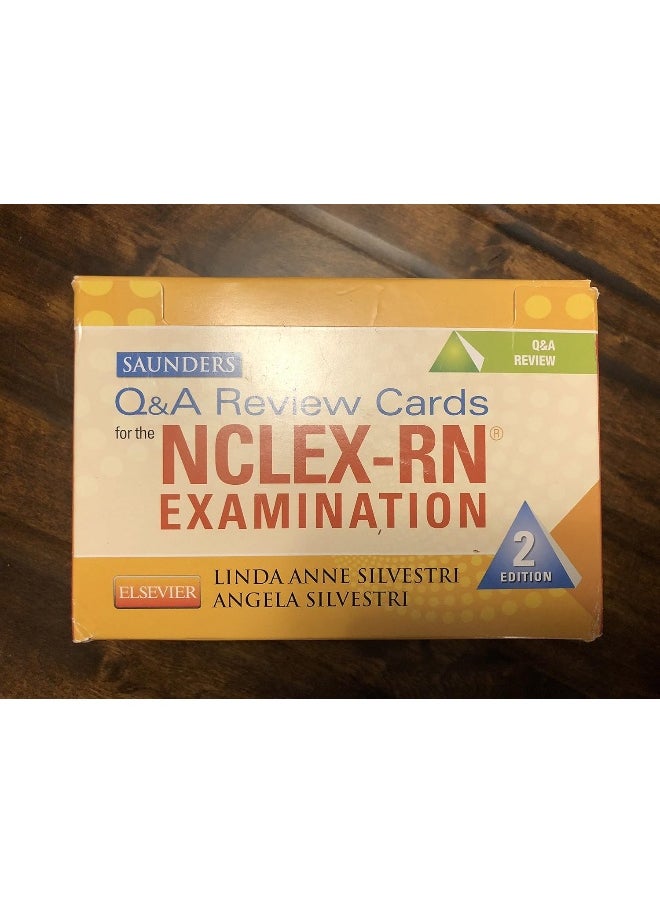 SAUNDERS
Q&A
REVIEW
Q&A Review Cards
for the NCLEX-RN®
EXAMINATION
2
EDITION
ELSEVIER
LINDA ANNE SILVESTRI
ANGELA SILVESTRI